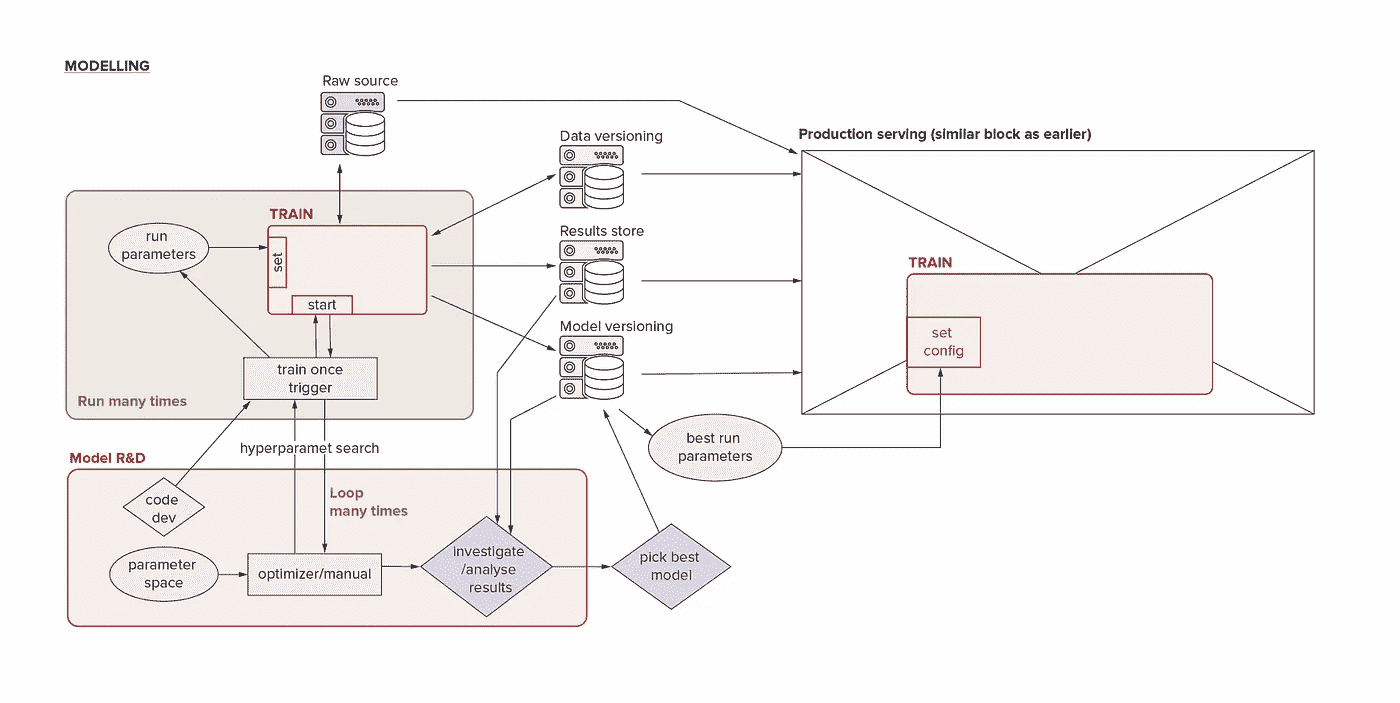 MODELLING
Raw source
Data versioning
Production serving (similar block as earlier)
TRAIN
run
parameters
set
start
Results store
TRAIN
Model versioning
set
config
train once
trigger
Run many times
best run
parameters
hyperparamet search
Model R&D
Loop
many times
code
dev
investigate
/analyse
results
pick best
model
parameter
space
optimizer/manual